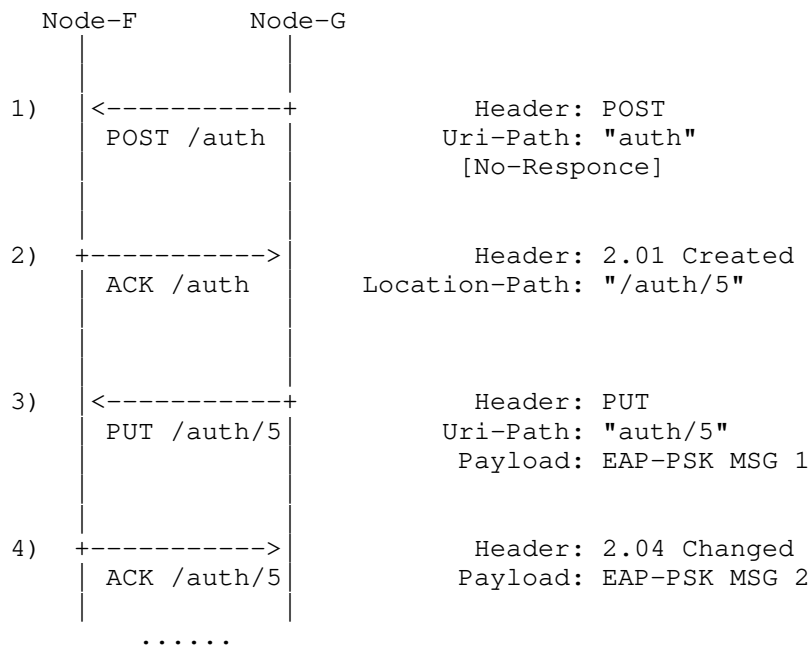 Node-F Node-G
1) <-----------+ Header: POST
POST /auth Uri-Path: "auth"
[No-Responce]
2) +-----------> Header: 2.01 Created
ACK /auth Location-Path: "/auth/5"
3) <-----------+ Header: PUT
PUT /auth/5 Uri-Path: "auth/5"
Payload: EAP-PSK MSG 1
4) +-----------> Header: 2.04 Changed
ACK /auth/5 Payload: EAP-PSK MSG 2
......